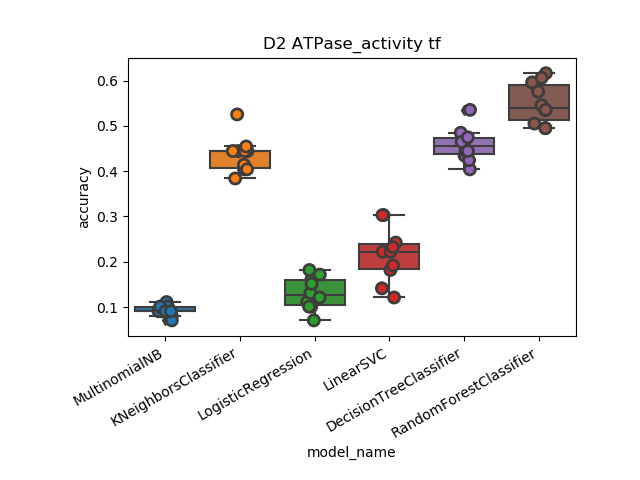 D2 ATPase_activity tf
accuracy
0.6
0.5
0.4
0.3
0.2
0.1
MultinomialNB
KNeighborsClassifier
LogisticRegression
LinearSVC
DecisionTreeClassifier
RandomForestClassifier
model_name